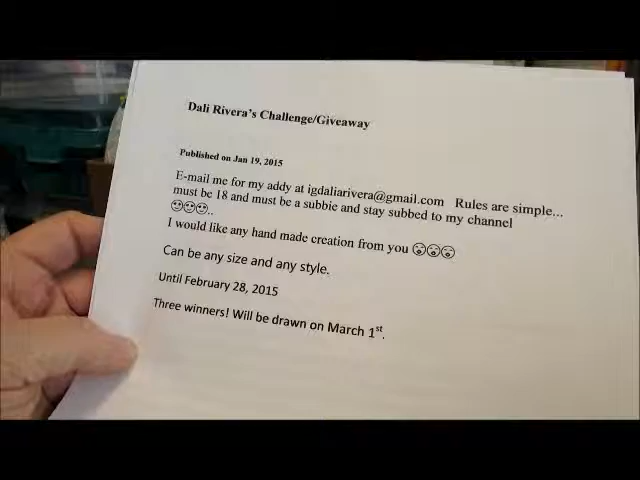 Dali Rivera's Challenge/Giveaway
Published on Jan 19, 2015
E-mail me for my addy at igdaliarivera@gmail.com Rules are simple...
must be 18 and must be a subbie and stay subbed to my channel
☺☺☺..
I would like any hand made creation from you 😮😮😮
Can be any size and any style.
Until February 28, 2015
Three winners! Will be drawn on March 1st.